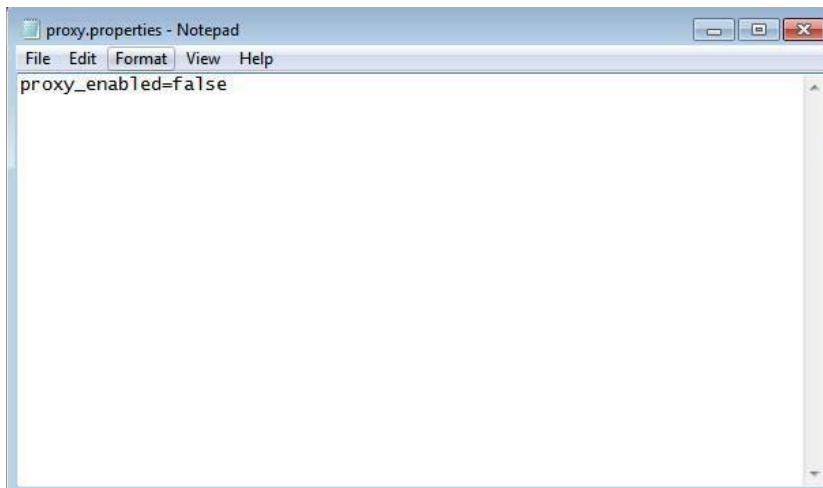 proxy.properties - Notepad
File Edit Format View Help
proxy_enabled=false